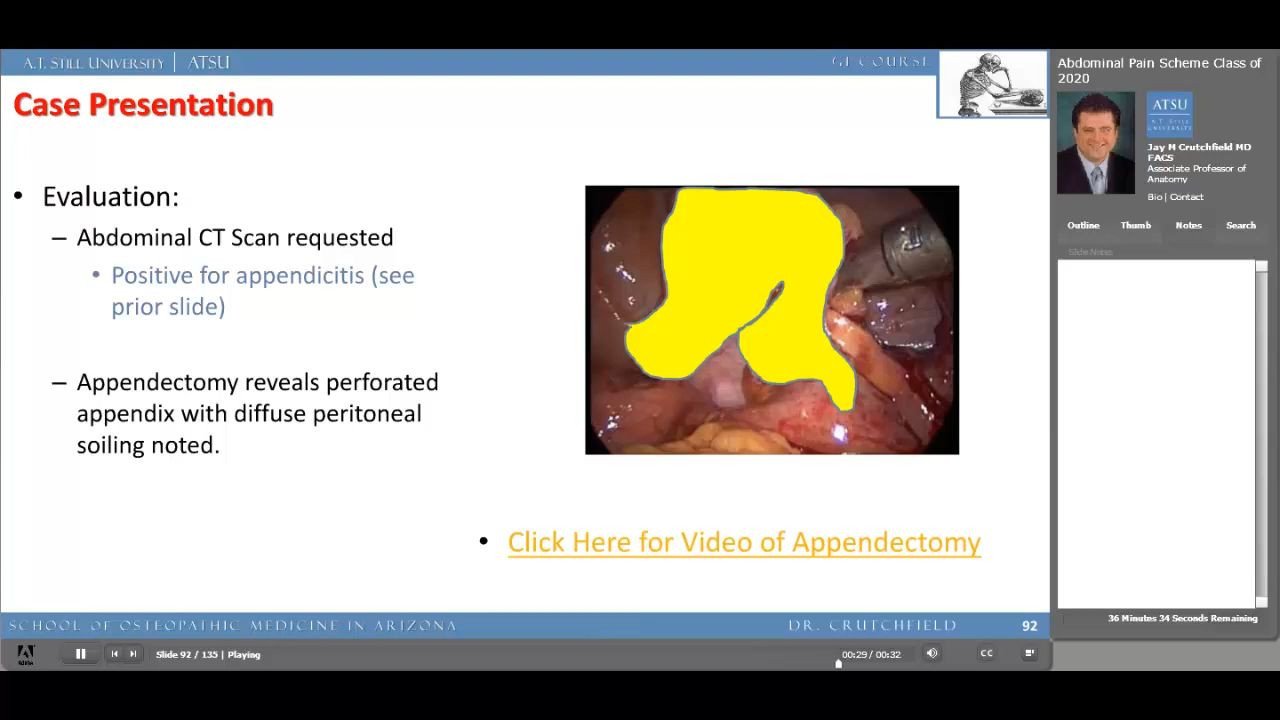 A.T. STILL UNIVERSITY | ATSU
GI COURSE
Case Presentation
• Evaluation:
– Abdominal CT Scan requested
• Positive for appendicitis (see
prior slide)
– Appendectomy reveals perforated
appendix with diffuse peritoneal
soiling noted.
• Click Here for Video of Appendectomy
SCHOOL OF OSTEOPATHIC MEDICINE IN ARIZONA
DR. CRUTCHFIELD
92
Abdominal Pain Scheme Class of
2020
ATSU
A.T. STILL
UNIVERSITY
Jay M Crutchfield MD
FACS
Associate Professor of
Anatomy
Bio | Contact
Outline Thumb Notes Search
Slide Notes
36 Minutes 34 Seconds Remaining
Slide 92 / 135 | Playing
00:29 / 00:32
CC